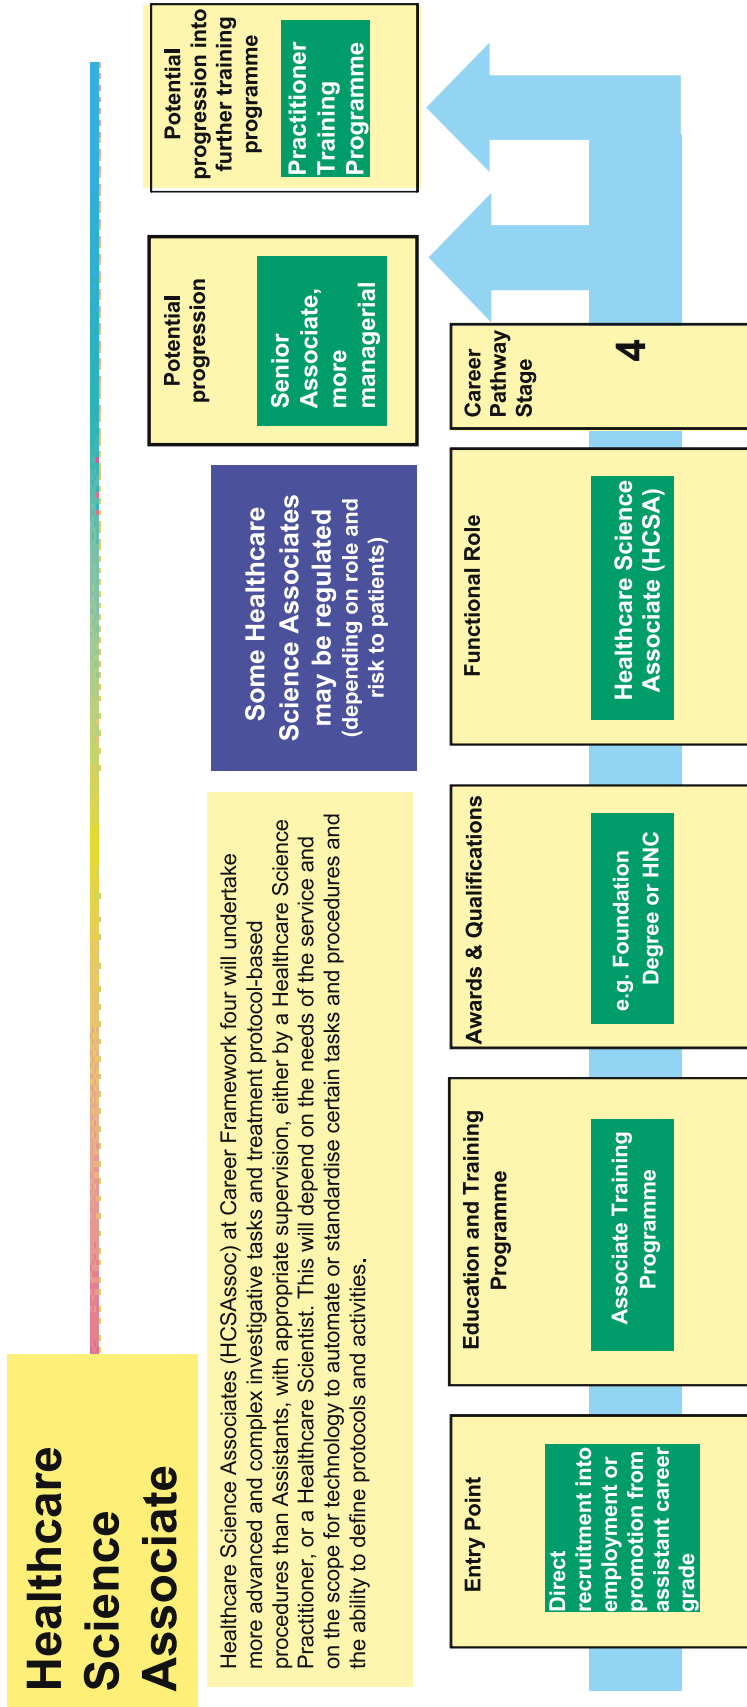 Healthcare
Science
Associate
Healthcare Science Associates (HCSAssoc) at Career Framework four will undertake
more advanced and complex investigative tasks and treatment protocol-based
procedures than Assistants, with appropriate supervision, either by a Healthcare Science
Practitioner, or a Healthcare Scientist. This will depend on the needs of the service and
on the scope for technology to automate or standardise certain tasks and procedures and
the ability to define protocols and activities.
Some Healthcare
Science Associates
may be regulated
(depending on role and
risk to patients)
Potential
progression
Senior
Associate,
more
managerial
Potential
progression into
further training
programme
Practitioner
Training
Programme
Entry Point
Direct
recruitment into
employment or
promotion from
assistant career
grade
Education and Training
Programme
Associate Training
Programme
Awards & Qualifications
e.g. Foundation
Degree or HNC
Functional Role
Healthcare Science
Associate (HCSA)
Career
Pathway
Stage
4